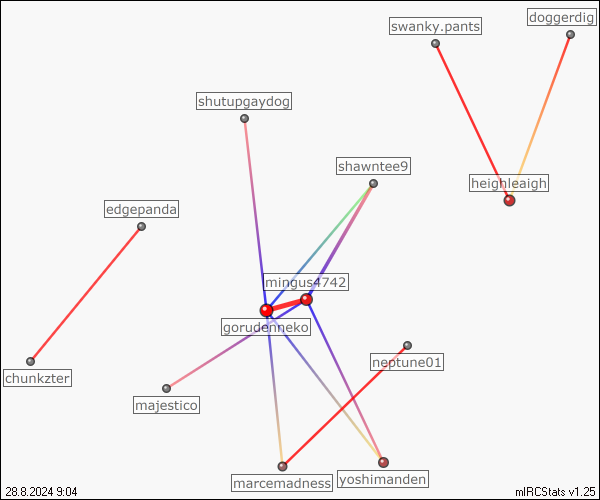 doggerdig
swanky.pants
shutupgaydog
shawntee9
heighleaigh
edgepanda
mingus4742
gorudenneko
neptune01
chunkzter
majestico
marcemadness
yoshimanden
28.8.2024 9:04
mIRCStats v1.25